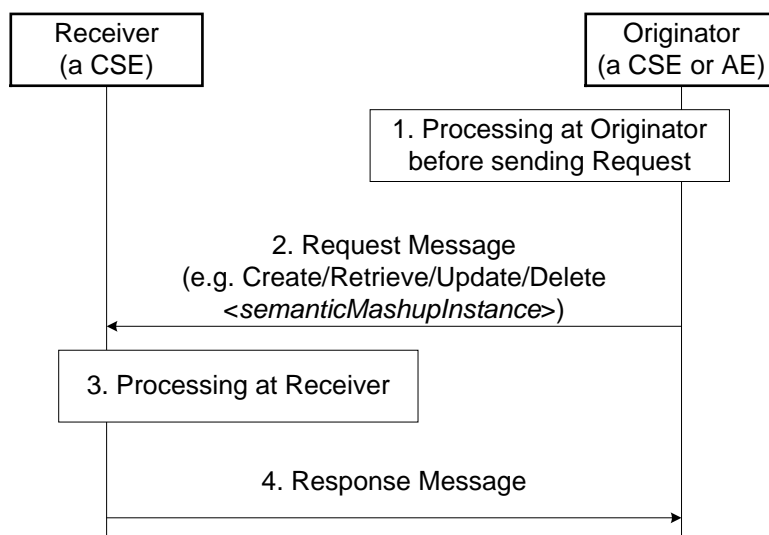 Receiver
(a CSE)
Originator
(a CSE or AE)
1. Processing at Originator
before sending Request
2. Request Message
(e.g. Create/Retrieve/Update/Delete
<semanticMashupInstance>)
3. Processing at Receiver
4. Response Message